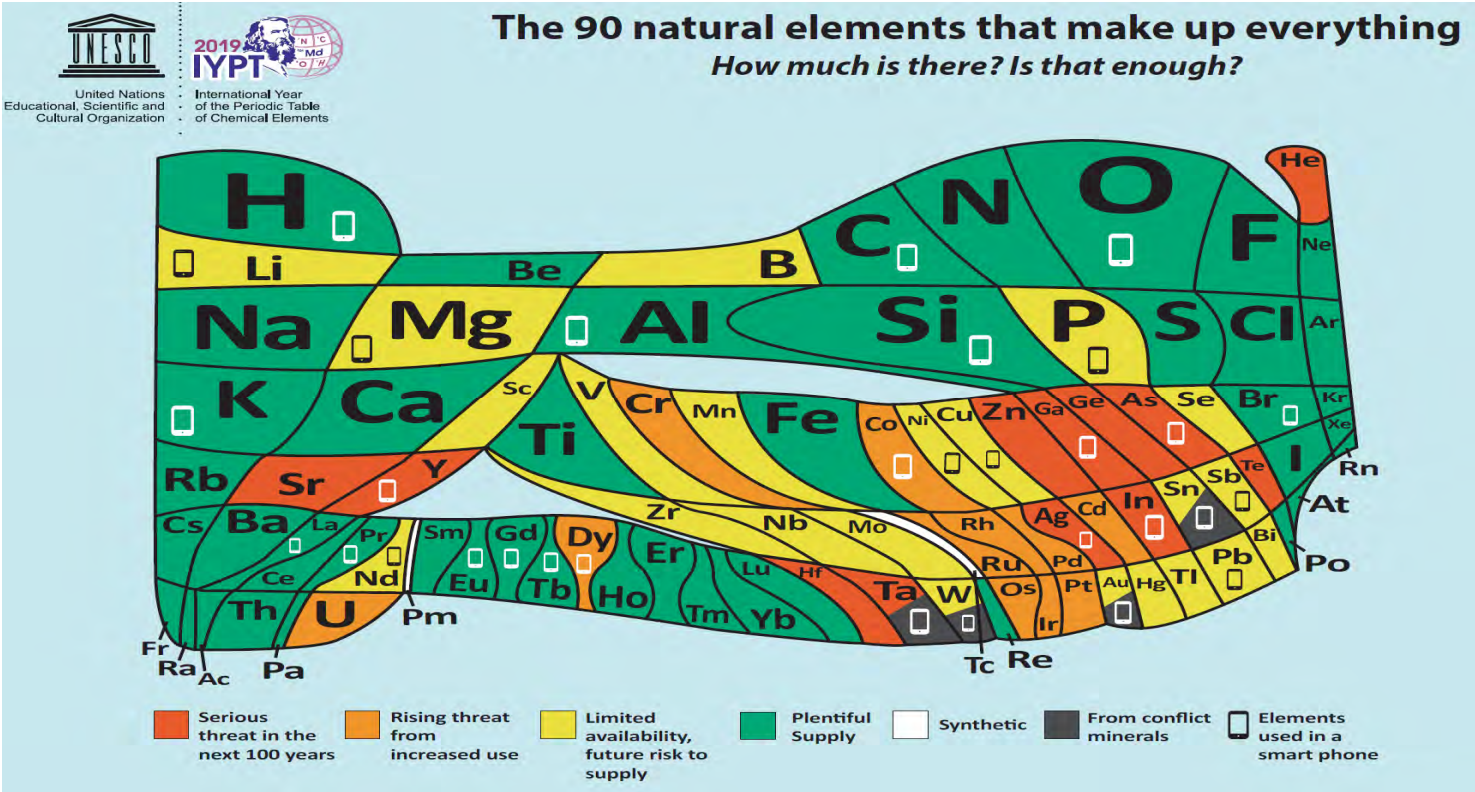 The 90 natural elements that make up everything
How much is there? Is that enough?
UNESCO
United Nations
Educational, Scientific and
Cultural Organization
2019
IYPT
N C
Md
O H
International Year
of the Periodic Table
of Chemical Elements
H
C
N
O
F
He
Ne
Li
Be
B
Na
Mg
Al
Si
P
S
Cl
Ar
K
Ca
Sc
Ti
V
Cr
Mn
Fe
Co
Ni
Cu
Zn
Ga
Ge
As
Se
Br
Kr
Rb
Sr
Y
Zr
Nb
Mo
Rh
Ru
Ag
Pd
Cd
In
Sn
Sb
Te
I
Xe
Rn
At
Po
Cs
Ba
La
Ce
Pr
Nd
Pm
Sm
Eu
Gd
Tb
Dy
Ho
Er
Tm
Yb
Lu
Hf
Ta
W
Tc
Re
Os
Ir
Pt
Au
Hg
Tl
Pb
Bi
Fr
Ra
Ac
Th
Pa
U
Serious
threat in the
next 100 years
Rising threat
from
increased use
Limited
availability,
future risk to
supply
Plentiful
Supply
Synthetic
From conflict
minerals
Elements
used in a
smart phone